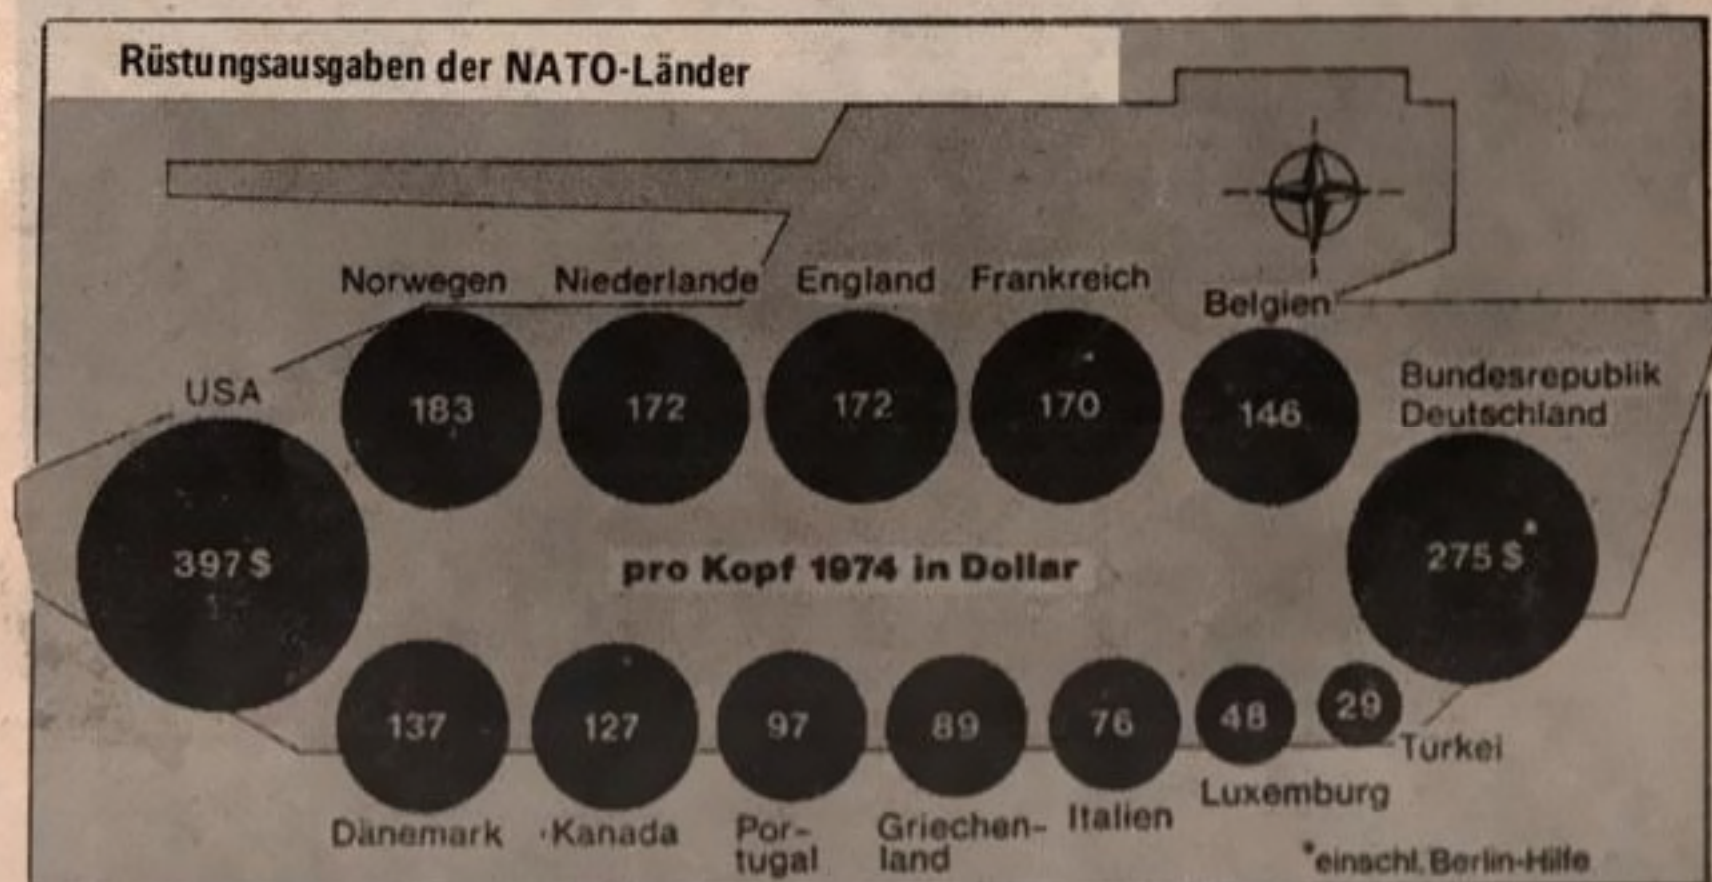 Rüstungsausgaben der NATO-Länder
Norwegen Niederlande England Frankreich
Belgien
USA
Bundesrepublik
Deutschland
183 172 172 170 146
397 $
275 $*
pro Kopf 1974 in Dollar
137 127 97 89 76 48 29
Türkei
Luxemburg
Dänemark Kanada Por-
tugal
Griechen-
land
Italien
*einschl. Berlin-Hilfe